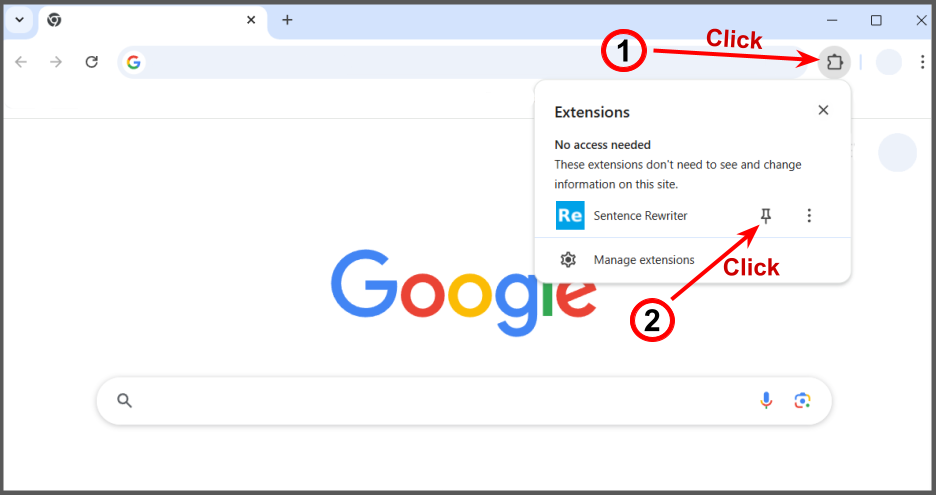 1
Click
Extensions
No access needed
These extensions don't need to see and change
information on this site.
Re
Sentence Rewriter
Manage extensions
Click
2
Google